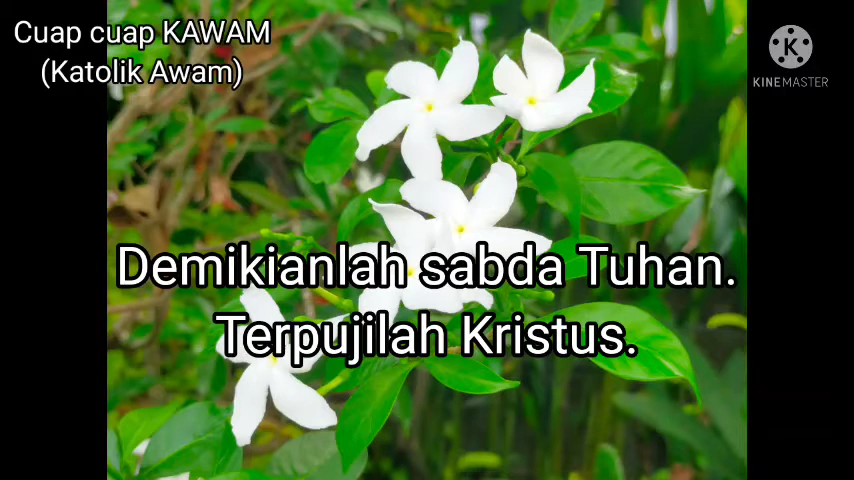 Cuap cuap KAWAM
(Katolik Awam)
KINEMASTER
Demikianlah sabda Tuhan.
Terpujilah Kristus.